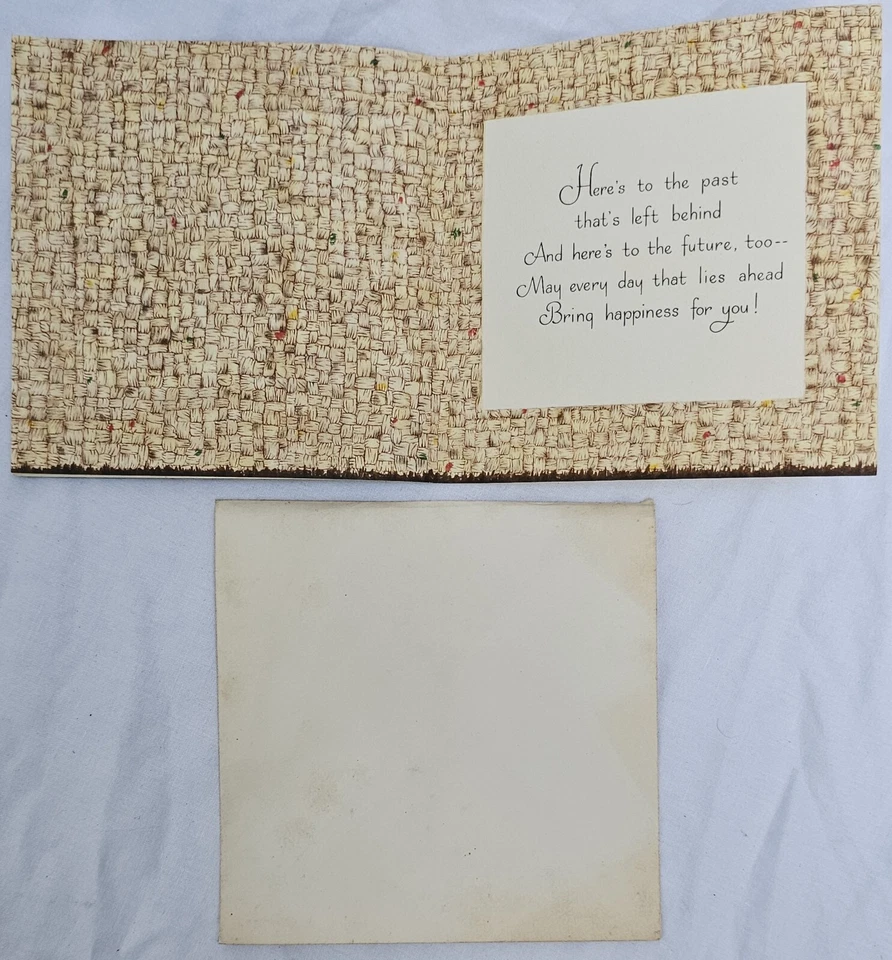 Here's to the past
that's left behind
And here's to the future, too--
May every day that lies ahead
Bring happiness for you!